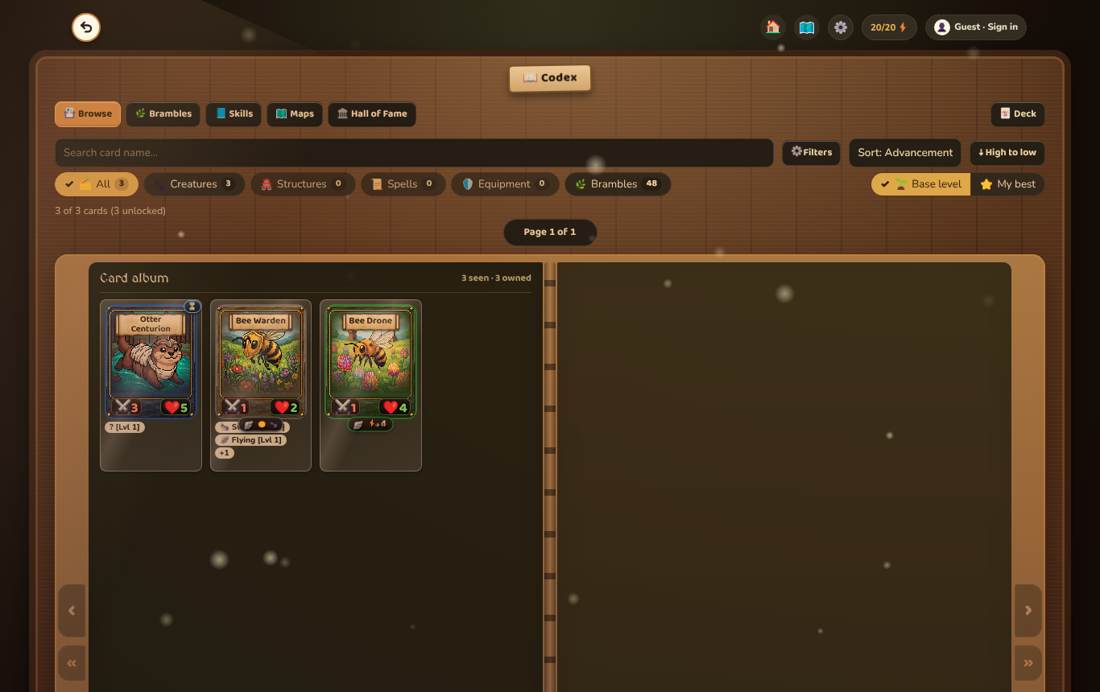 20/20
Guest · Sign in
Codex
Browse
Brambles
Skills
Maps
Hall of Fame
Deck
Search card name...
Filters
Sort: Advancement
↓ High to low
All 3
Creatures 3
Structures 0
Spells 0
Equipment 0
Brambles 48
Base level
My best
3 of 3 cards (3 unlocked)
Page 1 of 1
Card album
3 seen · 3 owned
Otter
Centurion
3
5
? [Lvl 1]
Bee Warden
1
2
Flying [Lvl 1]
+1
Bee Drone
1
4